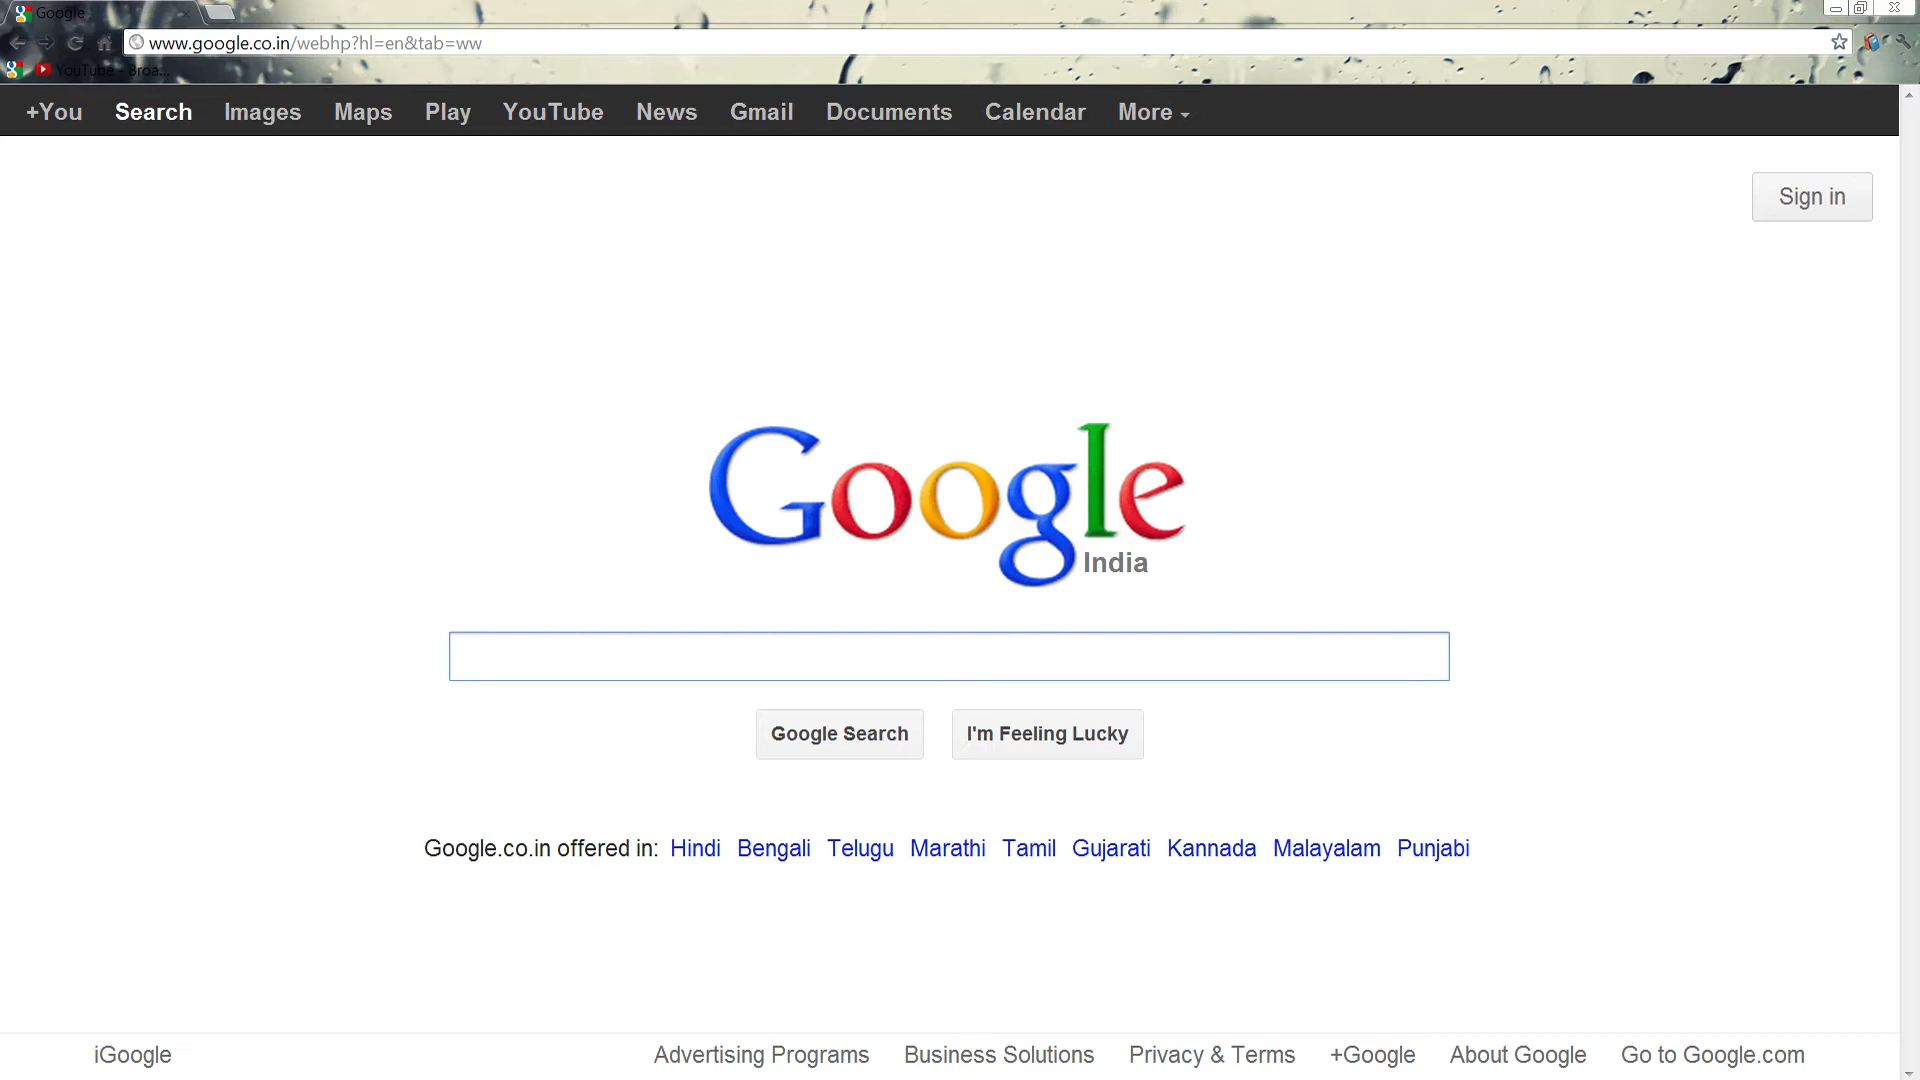 Google
www.google.co.in/webhp?hl=en&tab=ww
YouTube - Broa...
+You Search Images Maps Play YouTube News Gmail Documents Calendar More
Sign in
Google
India
Google Search I'm Feeling Lucky
Google.co.in offered in: Hindi Bengali Telugu Marathi Tamil Gujarati Kannada Malayalam Punjabi
iGoogle Advertising Programs Business Solutions Privacy & Terms +Google About Google Go to Google.com